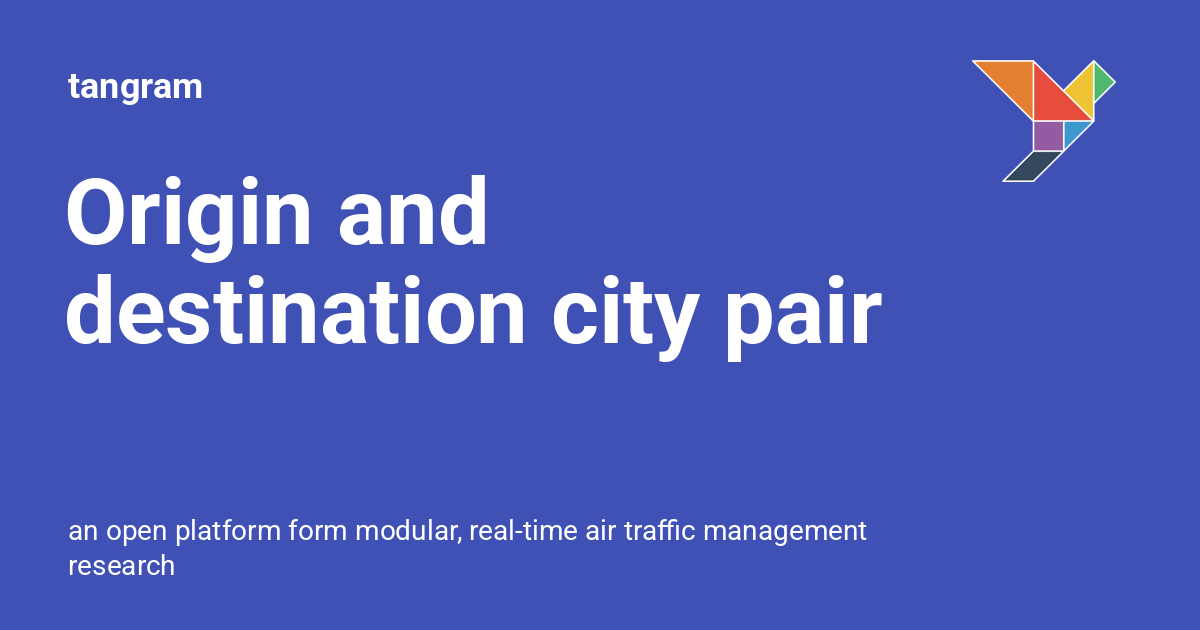 tangram
Origin and
destination city pair
an open platform form modular, real-time air traffic management
research